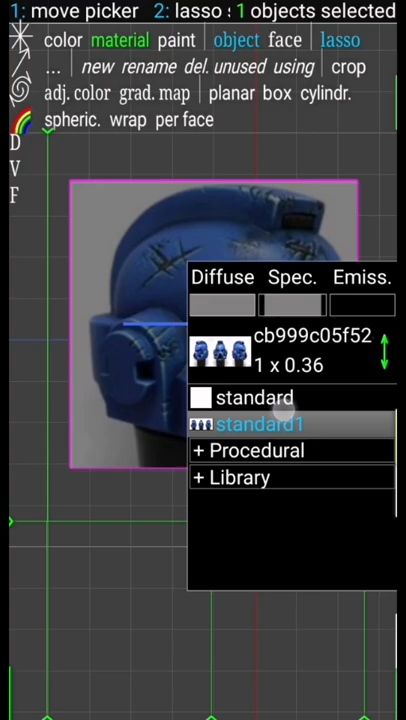 1: move picker 2: lasso : 1 objects selected
color material paint | object face | lasso
... | new rename del. unused using | crop
adj. color grad. map | planar box cylindr.
spheric. wrap per face
D
V
F
Diffuse Spec. Emiss.
cb999c05f52
1 x 0.36
standard
standard1
+ Procedural
+ Library